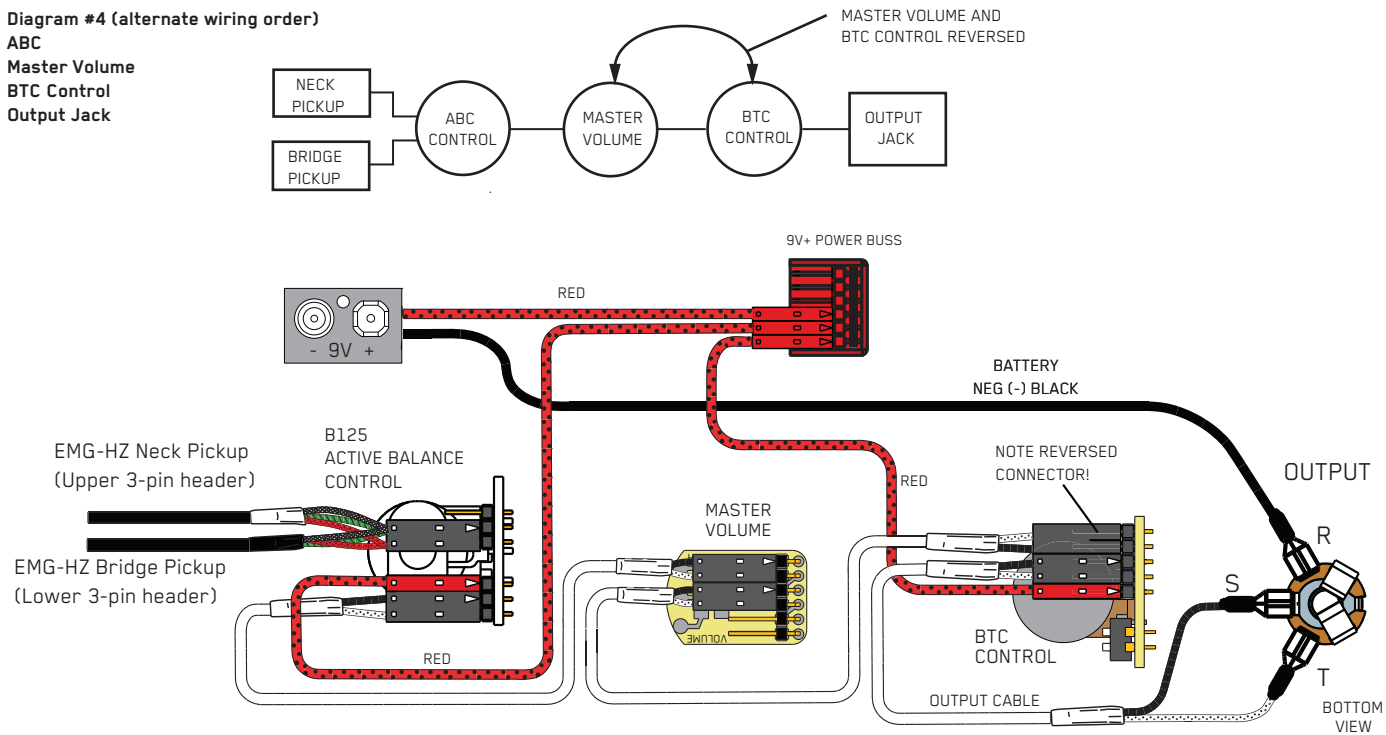 Diagram #4 (alternate wiring order)
ABC
Master Volume
BTC Control
Output Jack
MASTER VOLUME AND
BTC CONTROL REVERSED
NECK
PICKUP
BRIDGE
PICKUP
ABC
CONTROL
MASTER
VOLUME
BTC
CONTROL
OUTPUT
JACK
9V+ POWER BUSS
RED
- 9V +
BATTERY
NEG (-) BLACK
EMG-HZ Neck Pickup
(Upper 3-pin header)
B125
ACTIVE BALANCE
CONTROL
NOTE REVERSED
CONNECTOR!
OUTPUT
RED
MASTER
VOLUME
R
EMG-HZ Bridge Pickup
(Lower 3-pin header)
S
VOLUME
BTC
CONTROL
RED
T
OUTPUT CABLE
BOTTOM
VIEW